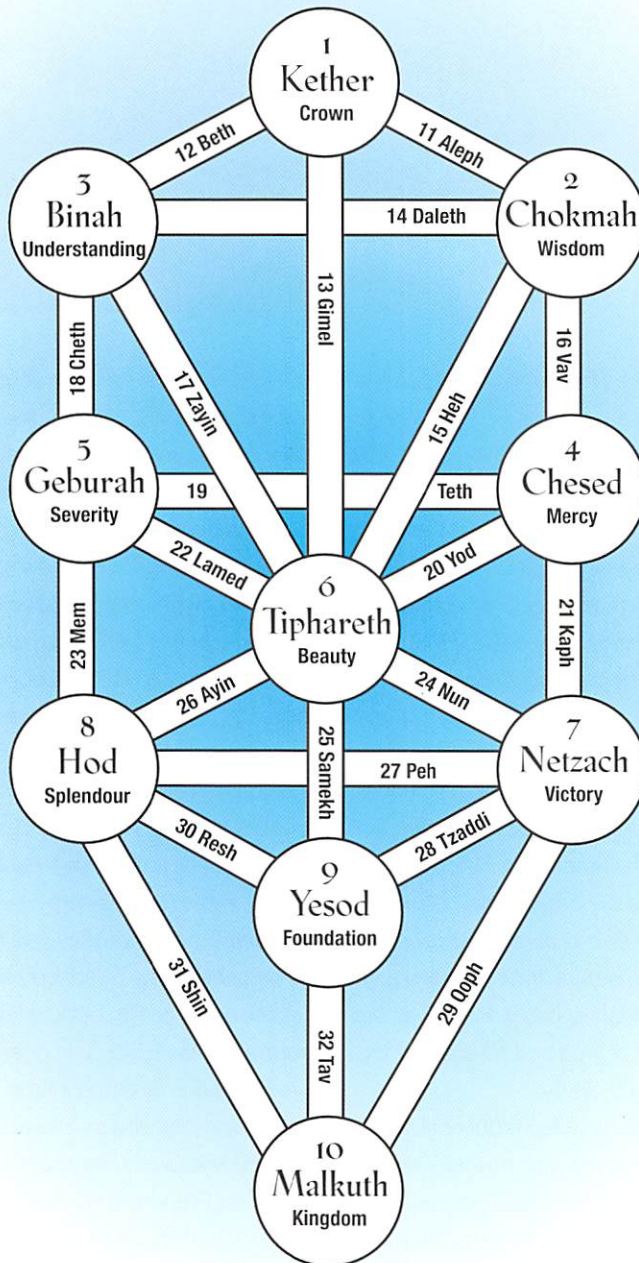 1
Kether
Crown
12 Beth
11 Aleph
3
Binah
Understanding
2
Chokmah
Wisdom
14 Daleth
13 Gimel
18 Cheth
17 Zayin
15 Heh
16 Vav
5
Geburah
Severity
4
Chesed
Mercy
19
Teth
22 Lamed
20 Yod
6
Tiphareth
Beauty
23 Mem
21 Kaph
26 Ayin
24 Nun
8
Hod
Splendour
7
Netzach
Victory
25 Samekh
27 Peh
30 Resh
28 Tzaddi
9
Yesod
Foundation
31 Shin
29 Qoph
32 Tav
10
Malkuth
Kingdom